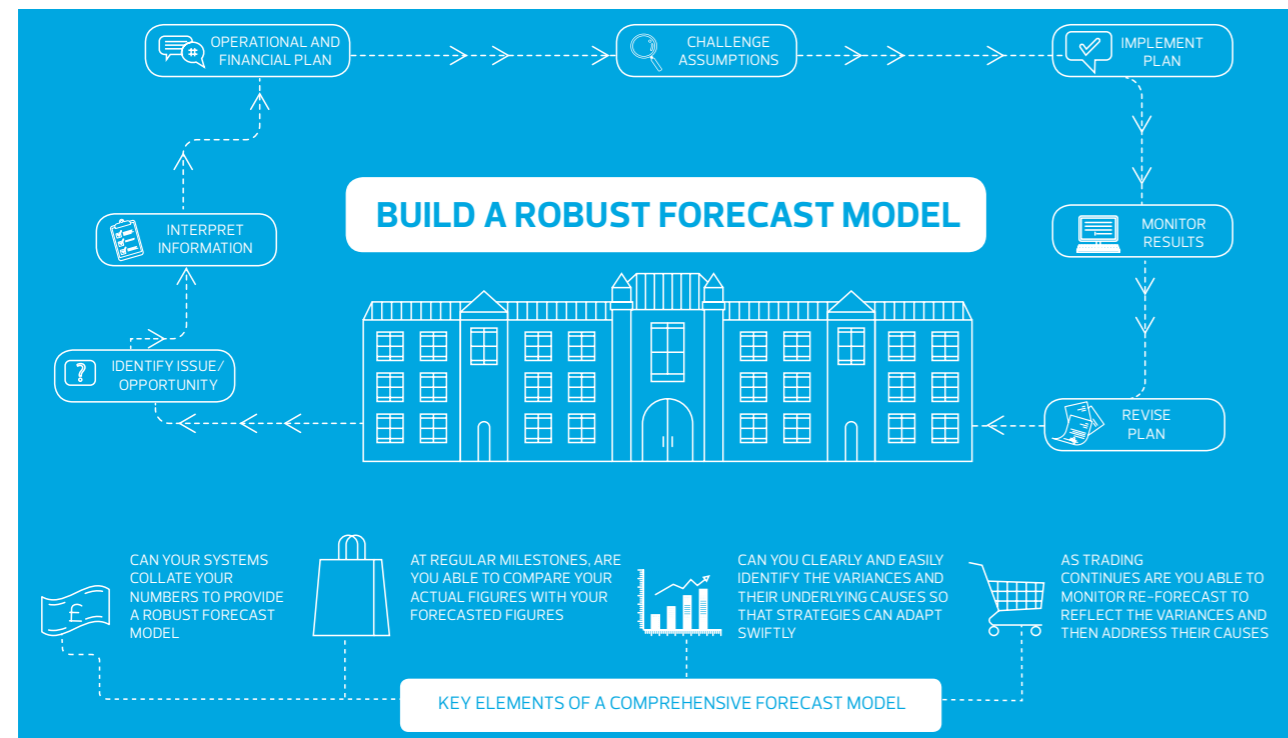 OPERATIONAL AND
FINANCIAL PLAN
#
CHALLENGE
ASSUMPTIONS
IMPLEMENT
PLAN
BUILD A ROBUST FORECAST MODEL
INTERPRET
INFORMATION
MONITOR
RESULTS
?
IDENTIFY ISSUE/
OPPORTUNITY
REVISE
PLAN
£
CAN YOUR SYSTEMS
COLLATE YOUR
NUMBERS TO PROVIDE
A ROBUST FORECAST
MODEL
AT REGULAR MILESTONES, ARE
YOU ABLE TO COMPARE YOUR
ACTUAL FIGURES WITH YOUR
FORECASTED FIGURES
CAN YOU CLEARLY AND EASILY
IDENTIFY THE VARIANCES AND
THEIR UNDERLYING CAUSES SO
THAT STRATEGIES CAN ADAPT
SWIFTLY
AS TRADING
CONTINUES ARE YOU ABLE TO
MONITOR RE-FORECAST TO
REFLECT THE VARIANCES AND
THEN ADDRESS THEIR CAUSES
KEY ELEMENTS OF A COMPREHENSIVE FORECAST MODEL